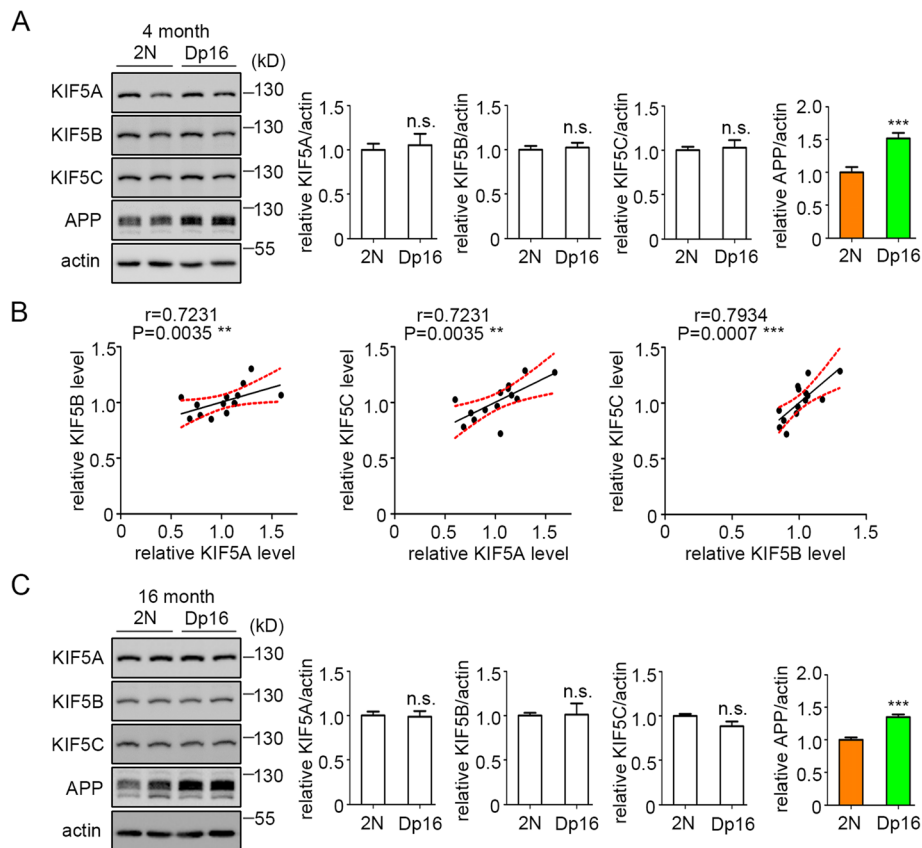 A
4 month
2N Dp16 (kD)
KIF5A
–130
KIF5B
–130
KIF5C
–130
APP
–55
actin
relative KIF5A/actin
1.5
1.0
0.5
0
n.s.
2N Dp16
relative KIF5B/actin
1.5
1.0
0.5
0
n.s.
2N Dp16
relative KIF5C/actin
1.5
1.0
0.5
0
n.s.
2N Dp16
relative APP/actin
2.0
1.5
1.0
0.5
0
***
2N Dp16
B
r=0.7231
P=0.0035 **
relative KIF5B level
1.5
1.0
0.5
0
0 0.5 1.0 1.5
relative KIF5A level
r=0.7231
P=0.0035 **
relative KIF5C level
1.5
1.0
0.5
0
0 0.5 1.0 1.5
relative KIF5A level
r=0.7934
P=0.0007 ***
relative KIF5C level
1.5
1.0
0.5
0
0 0.5 1.0 1.5
relative KIF5B level
C
16 month
2N Dp16 (kD)
KIF5A
–130
KIF5B
–130
KIF5C
–130
APP
–130
actin
–55
relative KIF5A/actin
1.5
1.0
0.5
0
n.s.
2N Dp16
relative KIF5B/actin
1.5
1.0
0.5
0
n.s.
2N Dp16
relative KIF5C/actin
1.5
1.0
0.5
0
n.s.
2N Dp16
relative APP/actin
2.0
1.5
1.0
0.5
0
***
2N Dp16